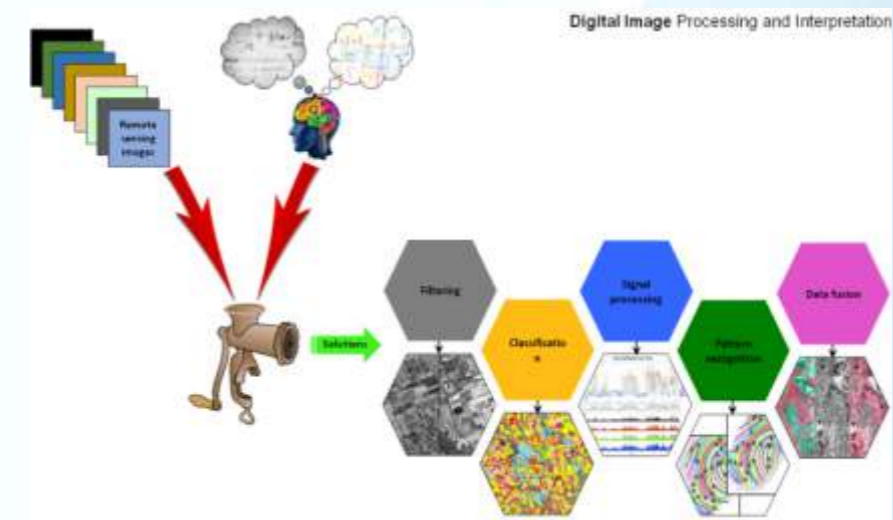 Digital Image Processing and Interpretation
Remote
sensing
images
Solutions
Filtering
Classificatio
n
Signal
processing
Pattern
recognition
Data fusion